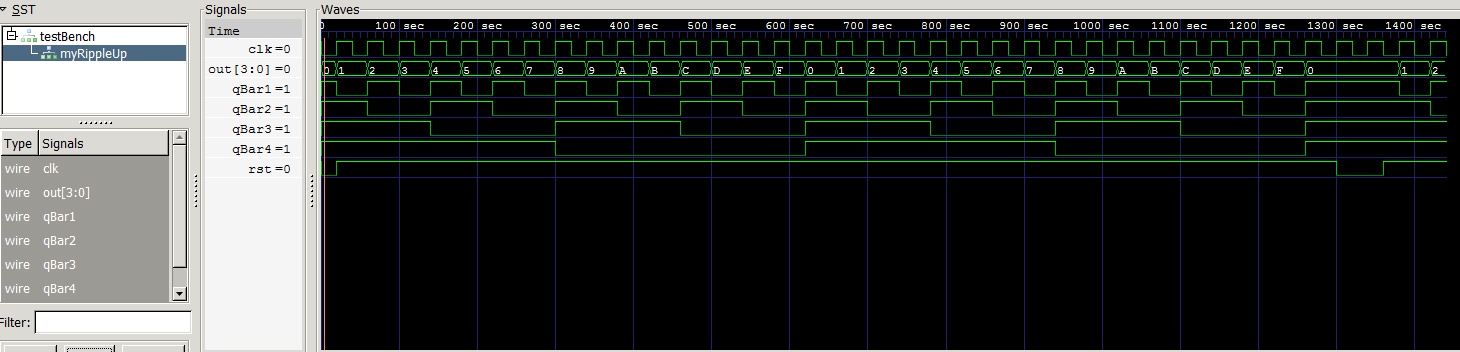 SST
testBench
myRippleUp
Type Signals
wire clk
wire out[3:0]
wire qBar1
wire qBar2
wire qBar3
wire qBar4
Filter:
Signals
Time
clk=0
out[3:0]=0
qBar1=1
qBar2=1
qBar3=1
qBar4=1
rst=0
Waves
0 100 sec 200 sec 300 sec 400 sec 500 sec 600 sec 700 sec 800 sec 900 sec 1000 sec 1100 sec 1200 sec 1300 sec 1400 sec
0 1 2 3 4 5 6 7 8 9 A B C D E F 0 1 2 3 4 5 6 7 8 9 A B C D E F 0 1 2